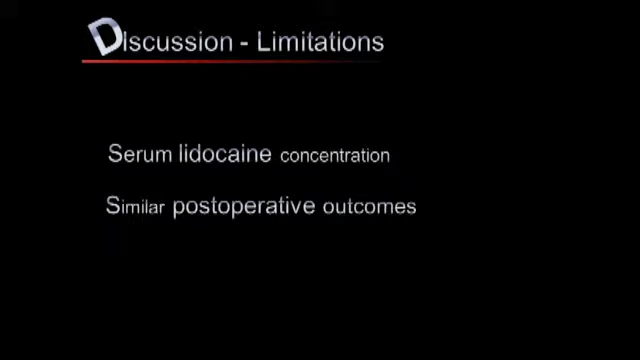 Discussion - Limitations
Serum lidocaine concentration
Similar postoperative outcomes